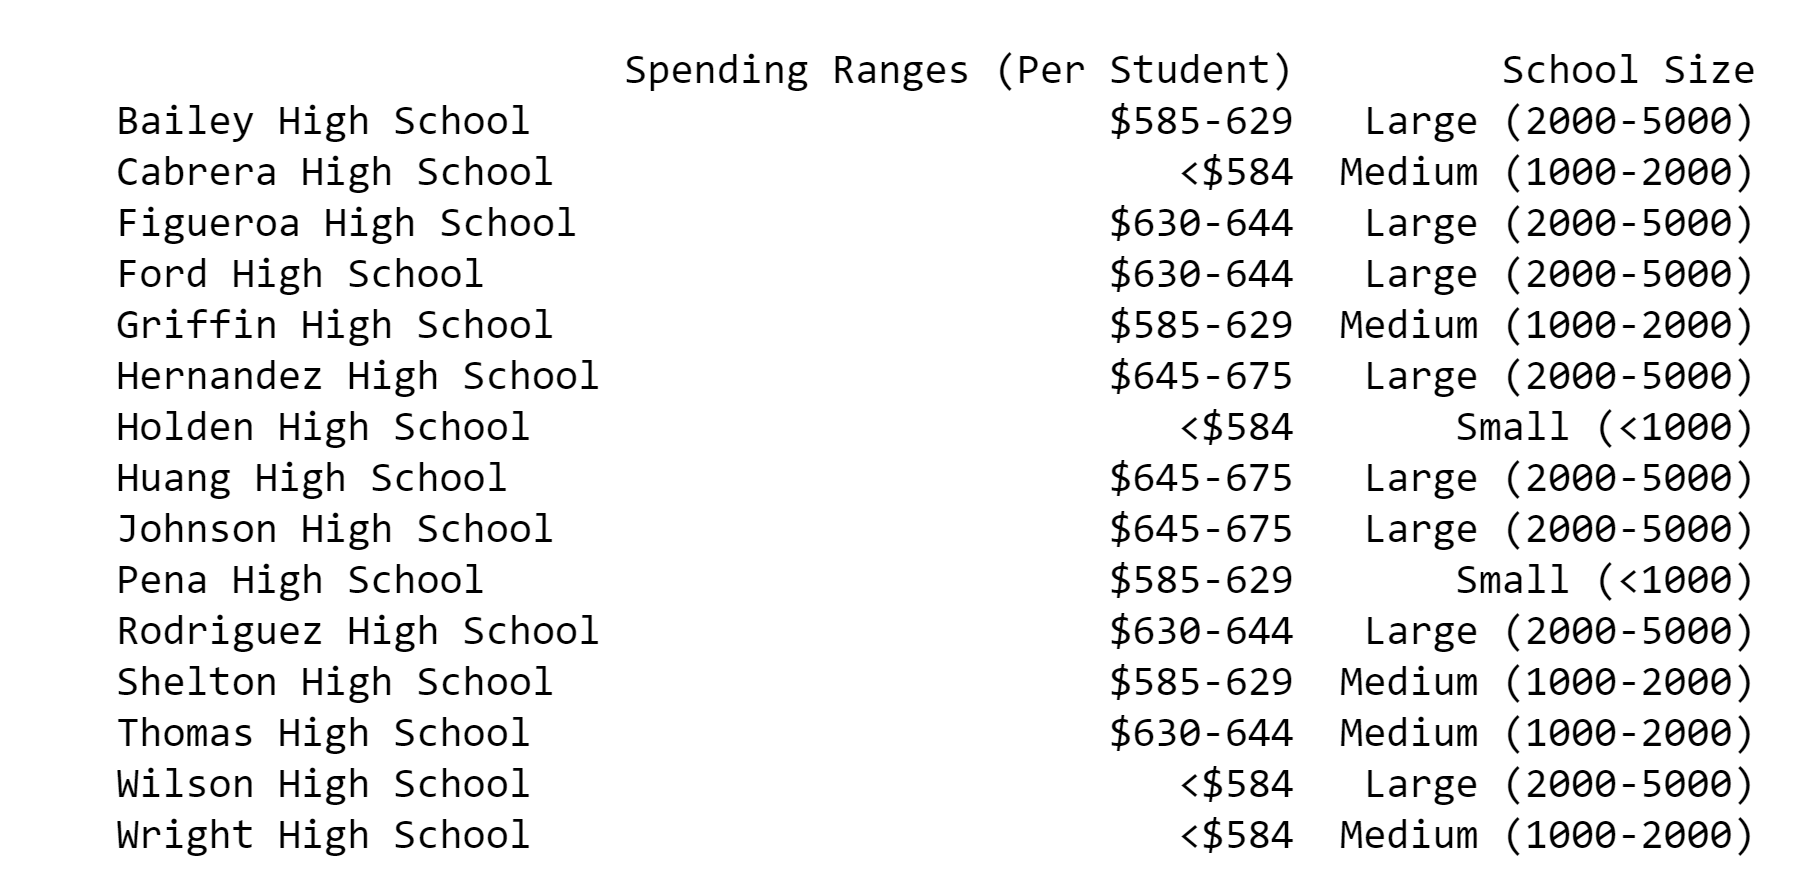 Spending Ranges (Per Student) School Size
Bailey High School $585-629 Large (2000-5000)
Cabrera High School <$584 Medium (1000-2000)
Figueroa High School $630-644 Large (2000-5000)
Ford High School $630-644 Large (2000-5000)
Griffin High School $585-629 Medium (1000-2000)
Hernandez High School $645-675 Large (2000-5000)
Holden High School <$584 Small (<1000)
Huang High School $645-675 Large (2000-5000)
Johnson High School $645-675 Large (2000-5000)
Pena High School $585-629 Small (<1000)
Rodriguez High School $630-644 Large (2000-5000)
Shelton High School $585-629 Medium (1000-2000)
Thomas High School $630-644 Medium (1000-2000)
Wilson High School <$584 Large (2000-5000)
Wright High School <$584 Medium (1000-2000)